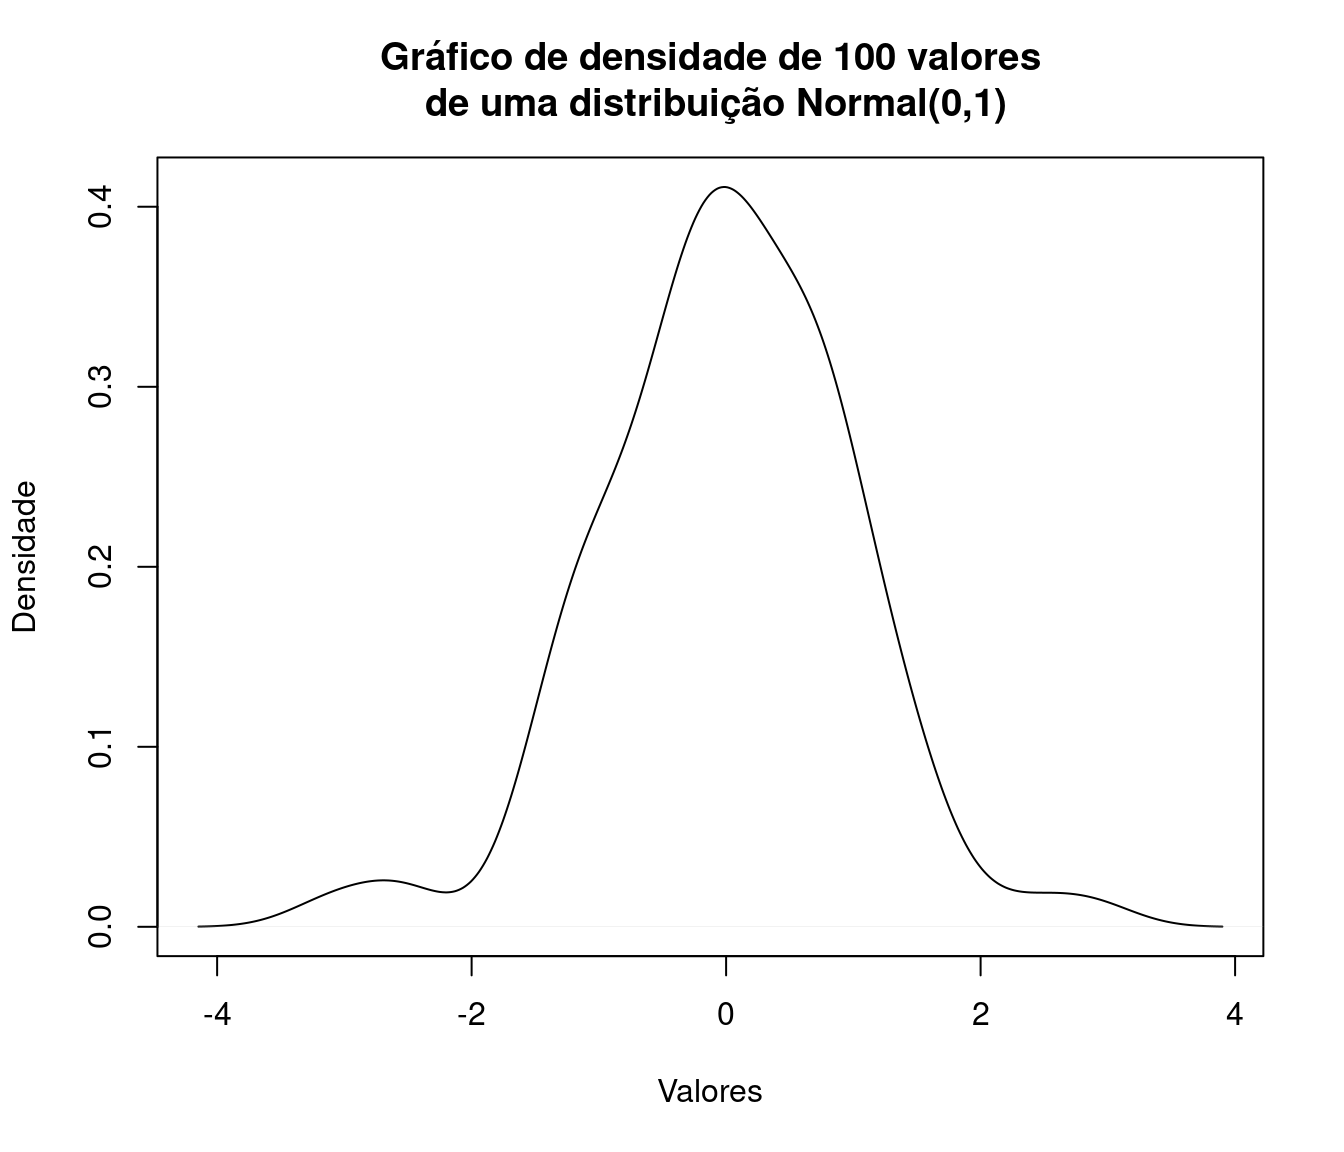 Gráfico de densidade de 100 valores
de uma distribuição Normal(0,1)
Densidade
0.4
0.3
0.2
0.1
0.0
-4
-2
0
2
4
Valores